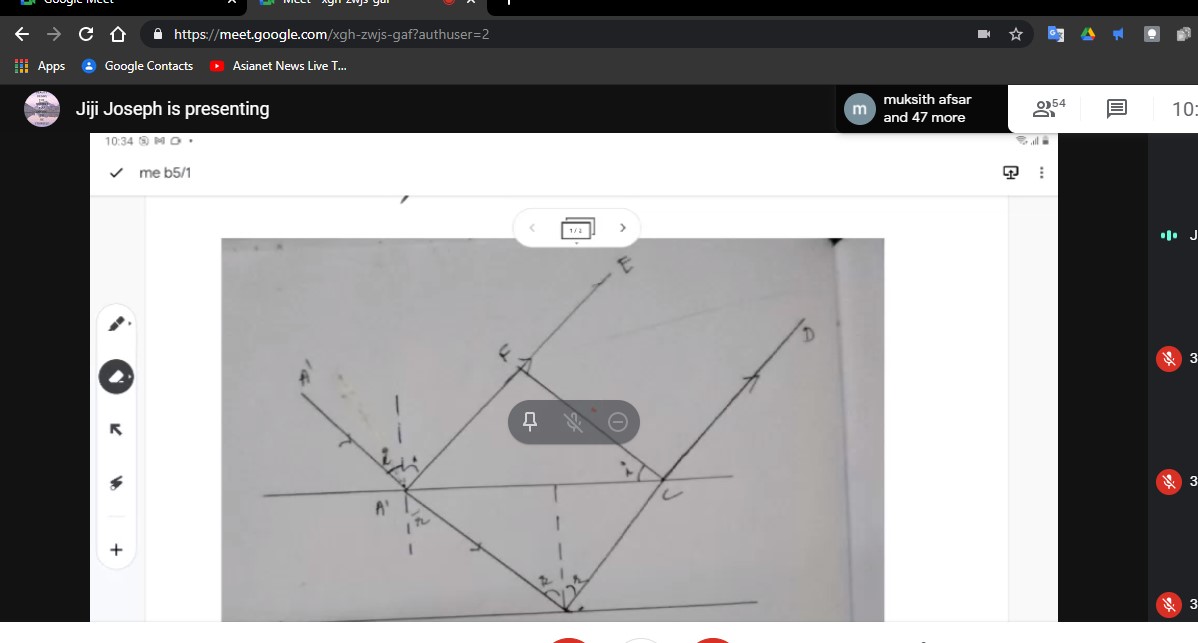 Google Meet
Meet - xgh-zwjs-gaf
https://meet.google.com/xgh-zwjs-gaf?authuser=2
Apps
Google Contacts
Asianet News Live T...
Jiji Joseph is presenting
m
muksith afsar
and 47 more
54
10:
10:34
me b5/1
E
F
D
A'
i
i
i
A'
r
C
r
r
J
3
3
3